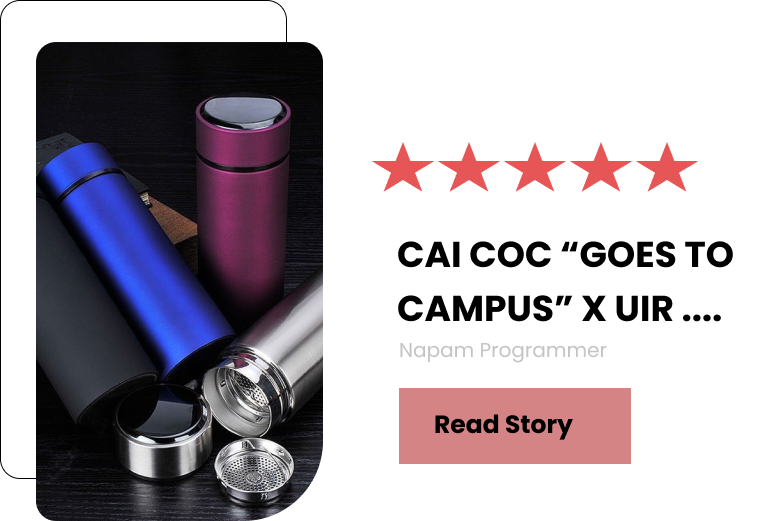 CAI COC “GOES TO
CAMPUS” X UIR ....
Napam Programmer
Read Story